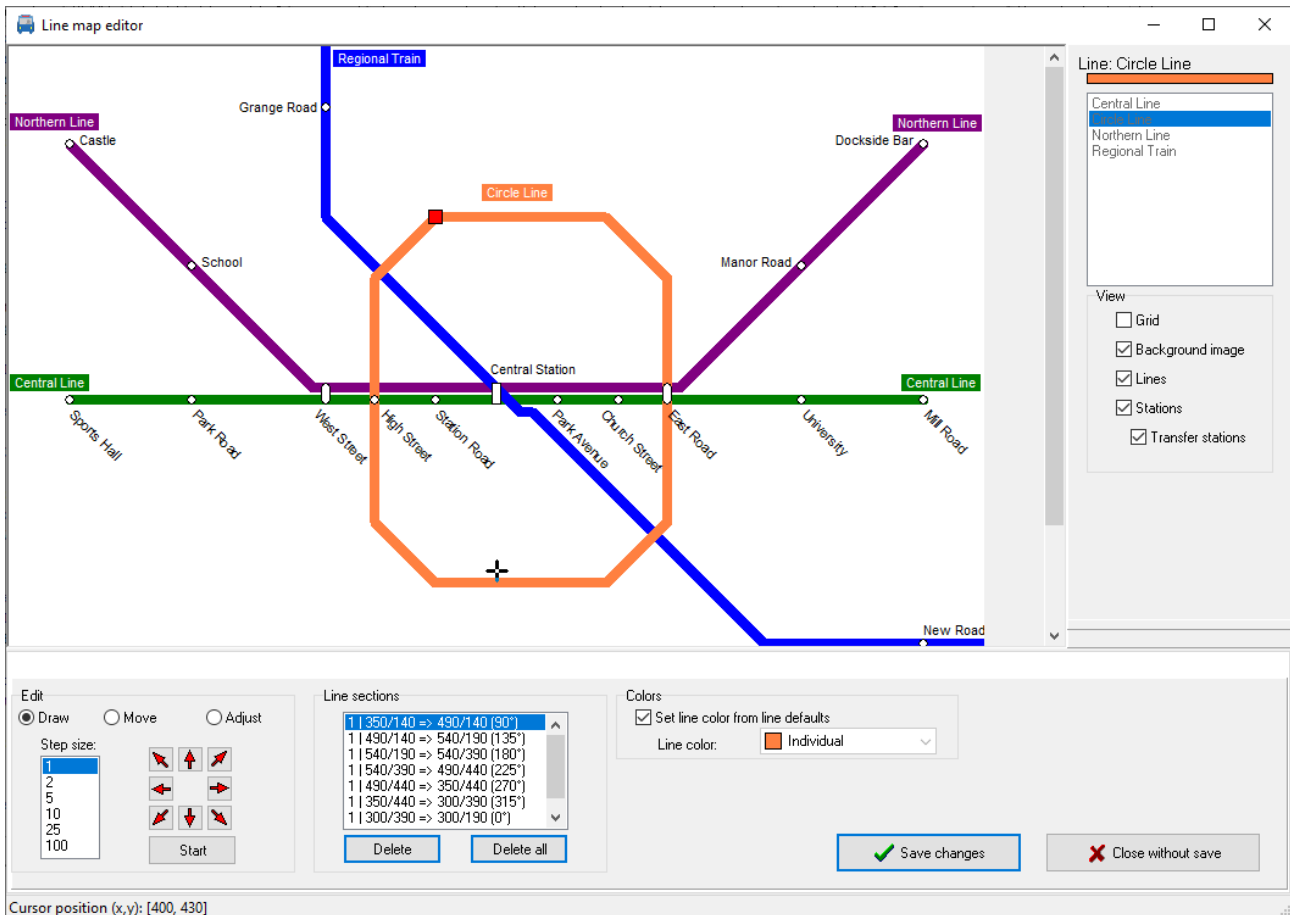 Line map editor
Regional Train
Line: Circle Line
Grange Road
Central Line
Circle Line
Northern Line
Regional Train
Northern Line
Northern Line
Castle
Dockside Bar
Circle Line
School
Manor Road
View
Grid
Background image
Lines
Stations
Transfer stations
Central Station
Central Line
Central Line
Sports Hall
Park Road
West Street
High Street
Station Road
Park Avenue
Church Street
East Road
University
Mill Road
New Road
Edit
Draw
Move
Adjust
Step size:
1
2
5
10
25
100
Start
Line sections
1 | 350/140 => 490/140 (90°)
1 | 490/140 => 540/190 (135°)
1 | 540/190 => 540/390 (180°)
1 | 540/390 => 490/440 (225°)
1 | 490/440 => 350/440 (270°)
1 | 350/440 => 300/390 (315°)
1 | 300/390 => 300/190 (0°)
Delete
Delete all
Colors
Set line color from line defaults
Line color:
Individual
Save changes
Close without save
Cursor position (x,y): [400, 430]